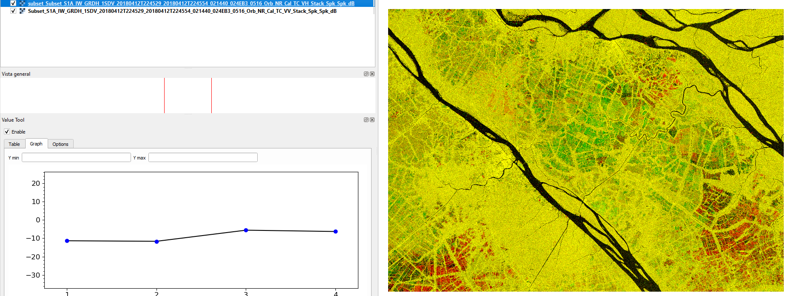 subset_Subset_S1A_IW_GRDH_1SDV_20180412T224529_20180412T224554_021440_024EB3_0516_Orb_NR_Cal_TC_VH_Stack_Spk_Spk_dB
Subset_S1A_IW_GRDH_1SDV_20180412T224529_20180412T224554_021440_024EB3_0516_Orb_NR_Cal_TC_VV_Stack_Spk_Spk_dB
Vista general
Value Tool
Enable
Table Graph Options
Y min Y max
20
10
0
−10
−20
−30
1 2 3 4